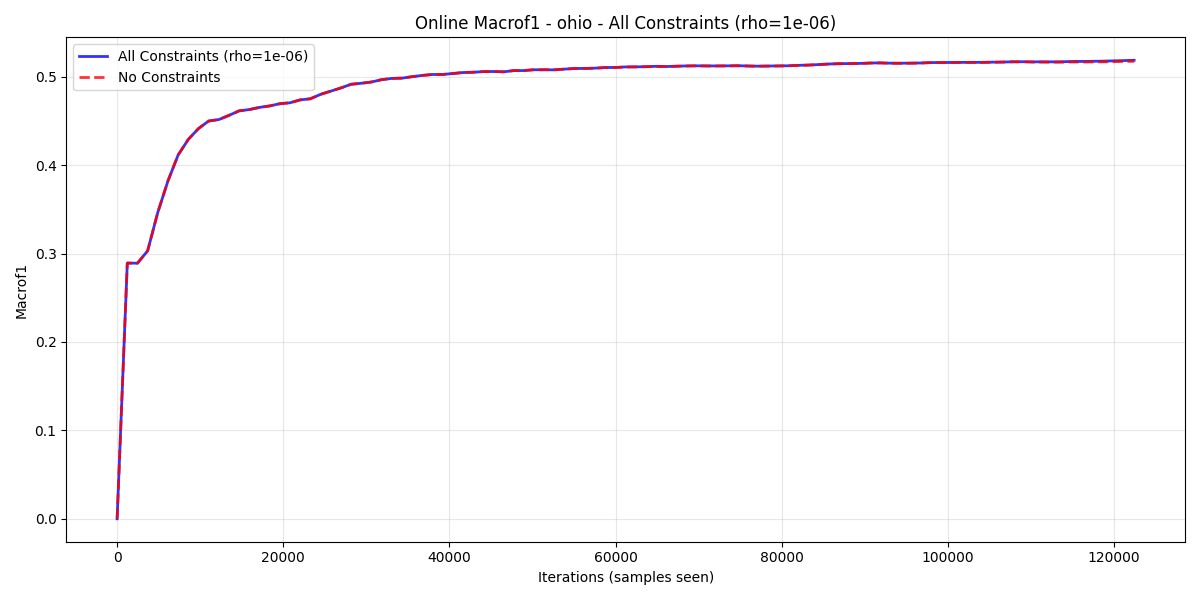 Online Macrof1 - ohio - All Constraints (rho=1e-06)
All Constraints (rho=1e-06)
No Constraints
Macrof1
0.5
0.4
0.3
0.2
0.1
0.0
0 20000 40000 60000 80000 100000 120000
Iterations (samples seen)